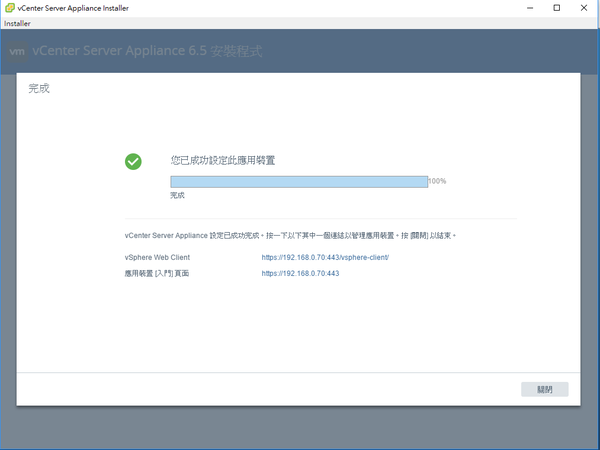 vCenter Server Appliance Installer
Installer
vm vCenter Server Appliance 6.5 安裝程式
完成
您已成功設定此應用裝置
100%
完成
vCenter Server Appliance 設定已成功完成。按一下以下其中一個連結以管理應用裝置。按 [關閉] 以結束。
vSphere Web Client https://192.168.0.70:443/vsphere-client/
應用裝置 [入門] 頁面 https://192.168.0.70:443
關閉